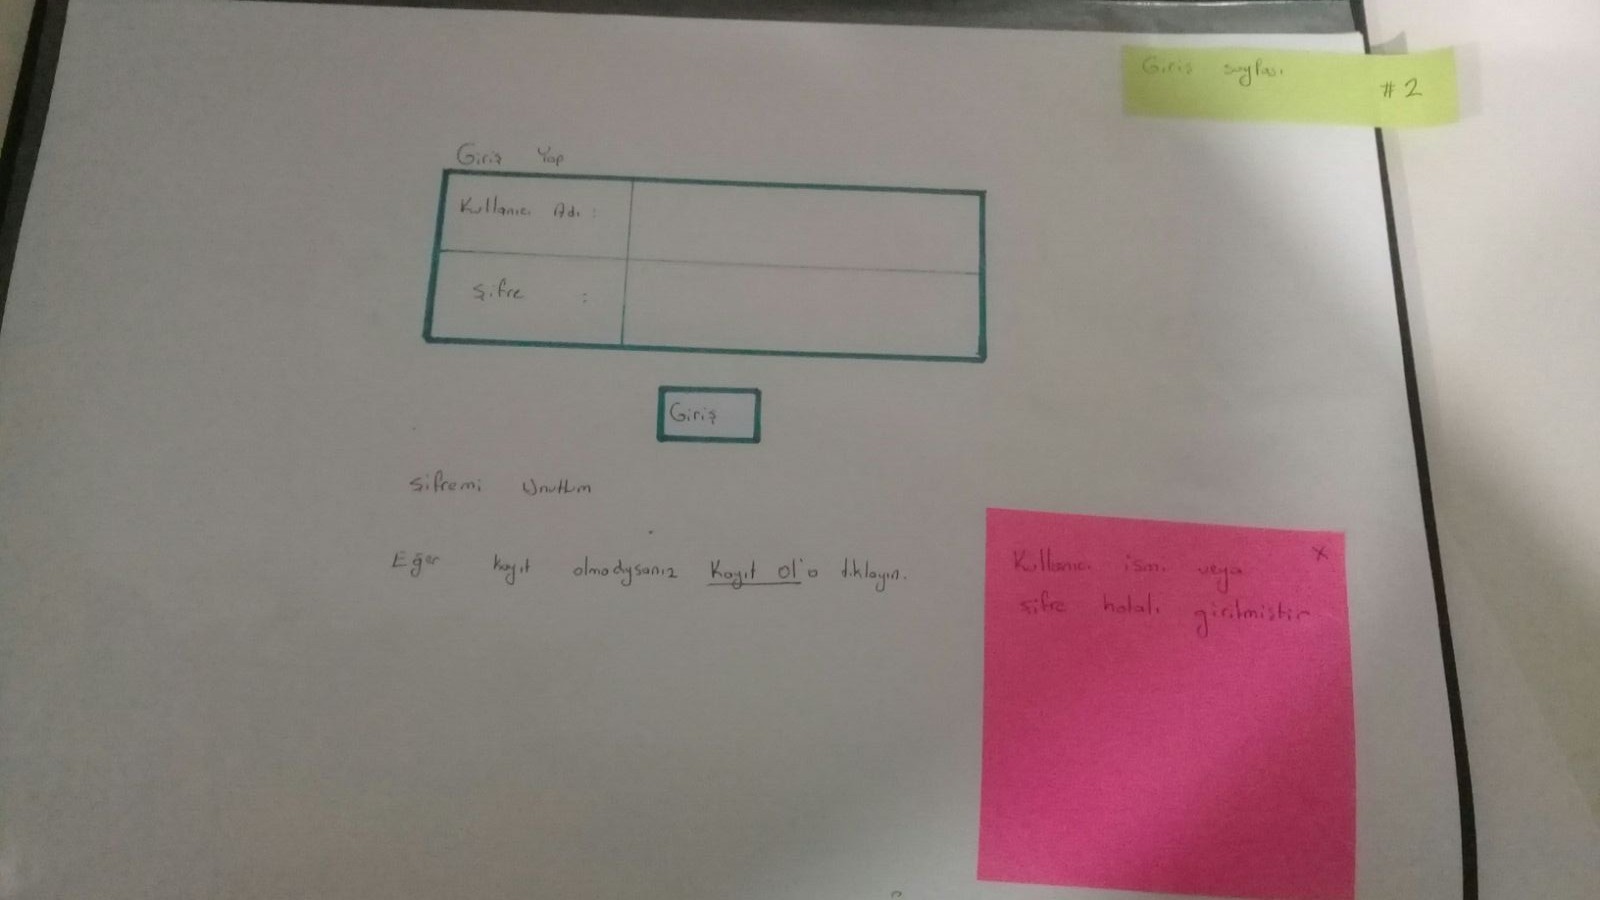 Giriş sayfası
#2
Giriş Yap
Kullanıcı Adı :
Şifre :
Giriş
Şifremi Unuttum
Eğer kayıt olmadysanız Kayıt ol'a tıklayın.
x
Kullanıcı ismi veya
şifre hatalı girilmiştir